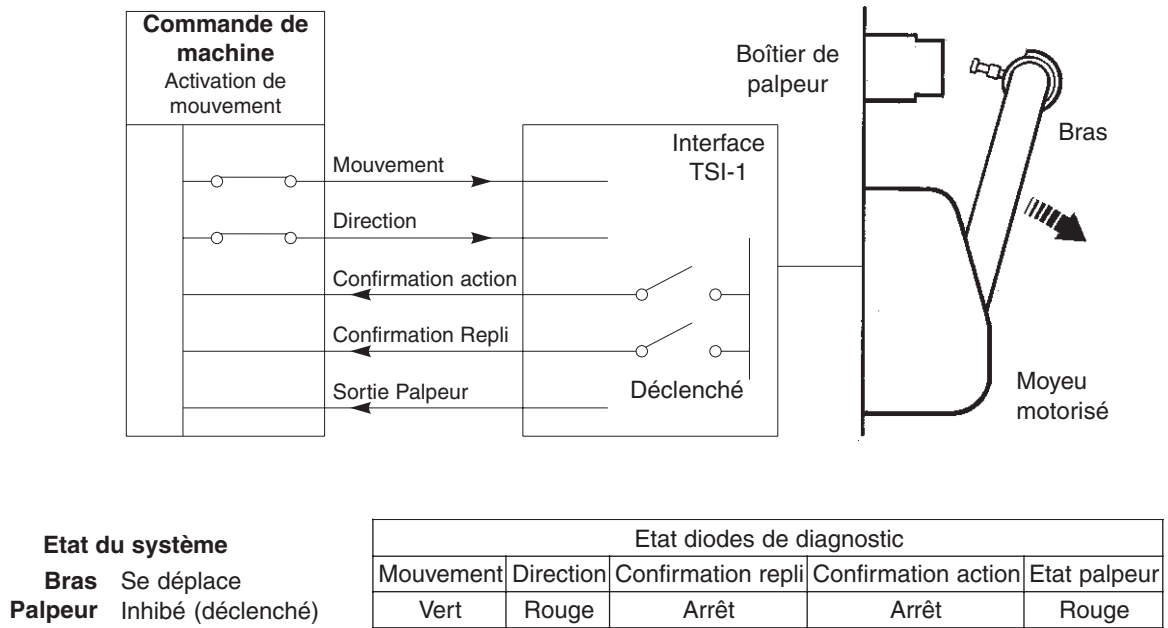 Commande de
machine
Activation de
mouvement
Mouvement
Direction
Confirmation action
Confirmation Repli
Sortie Palpeur
Interface
TSI-1
Déclenché
Boîtier de
palpeur
Bras
Moyeu
motorisé
Etat du système
Bras Se déplace
Palpeur Inhibé (déclenché)
Etat diodes de diagnostic
Mouvement Direction Confirmation repli Confirmation action Etat palpeur
Vert Rouge Arrêt Arrêt Rouge